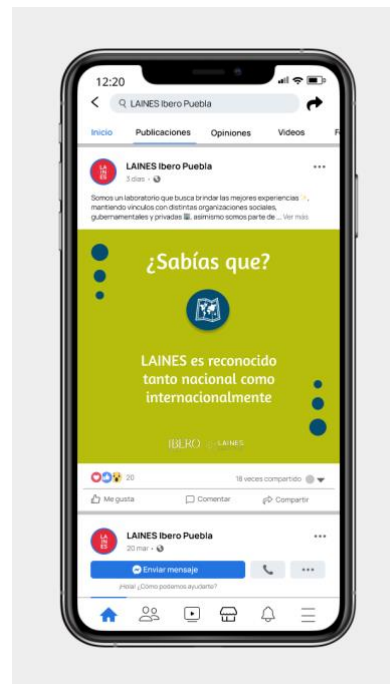 12:20
LAINES Ibero Puebla
Inicio Publicaciones Opiniones Videos F
LAINES Ibero Puebla
3 días
Somos un laboratorio que busca brindar las mejores experiencias
mantiendo vínculos con distintas organizaciones sociales,
gubernamentales y privadas , asimismo somos parte de ... Ver más
¿Sabías que?
LAINES es reconocido
tanto nacional como
internacionalmente
IBERO LAINES
20 18 veces compartido
Me gusta Comentar Compartir
LAINES Ibero Puebla
20 mar
Enviar mensaje
¡Hola! ¿Cómo podemos ayudarte?